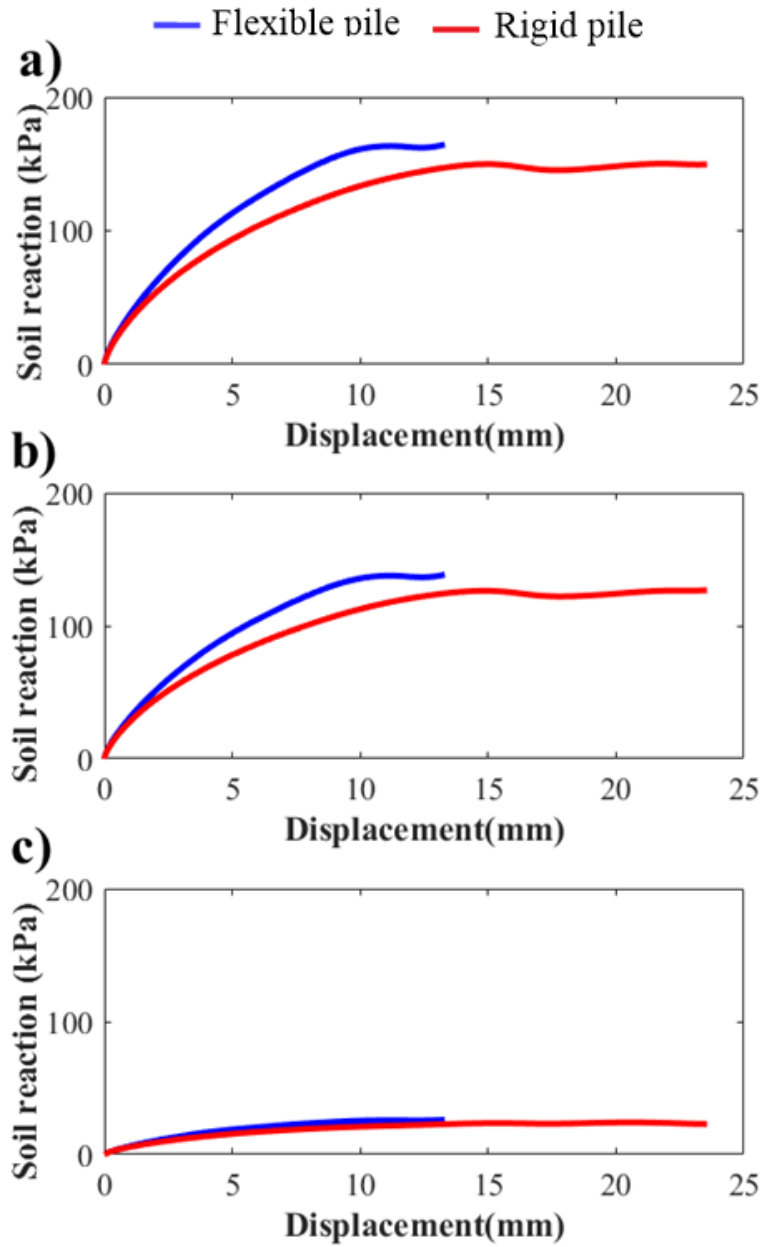 Flexible pile Rigid pile
a)
Soil reaction (kPa)
200
100
0
0 5 10 15 20 25
Displacement(mm)
b)
Soil reaction (kPa)
200
100
0
0 5 10 15 20 25
Displacement(mm)
c)
Soil reaction (kPa)
200
100
0
0 5 10 15 20 25
Displacement(mm)